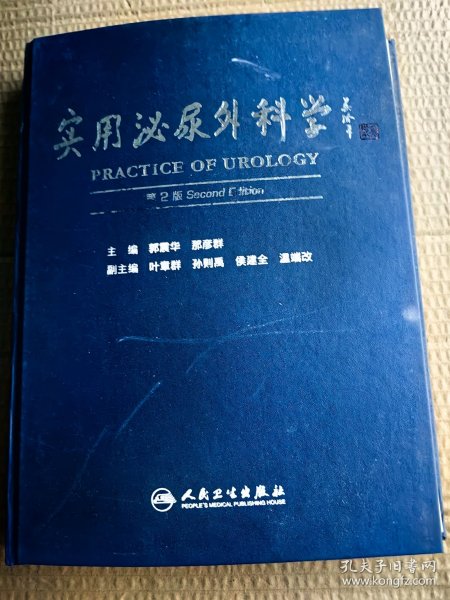 实用泌尿外科学
吴阶平
PRACTICE OF UROLOGY
第2版 Second Edition
主编 郭震华 那彦群
副主编 叶章群 孙则禹 侯建全 温端改
人民卫生出版社
PEOPLE'S MEDICAL PUBLISHING HOUSE
孔夫子旧书网
www.kongfz.com